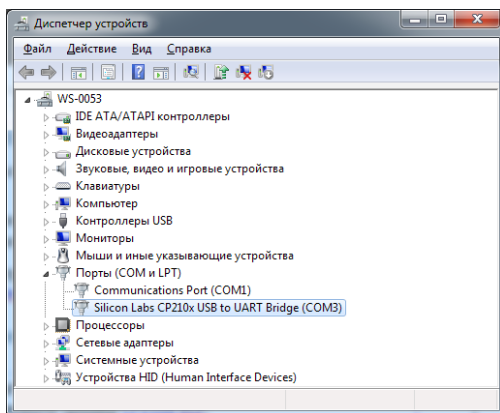 Диспетчер устройств
Файл Действие Вид Справка
WS-0053
IDE ATA/ATAPI контроллеры
Видеоадаптеры
Дисковые устройства
Звуковые, видео и игровые устройства
Клавиатуры
Компьютер
Контроллеры USB
Мониторы
Мыши и иные указывающие устройства
Порты (COM и LPT)
Communications Port (COM1)
Silicon Labs CP210x USB to UART Bridge (COM3)
Процессоры
Сетевые адаптеры
Системные устройства
Устройства HID (Human Interface Devices)